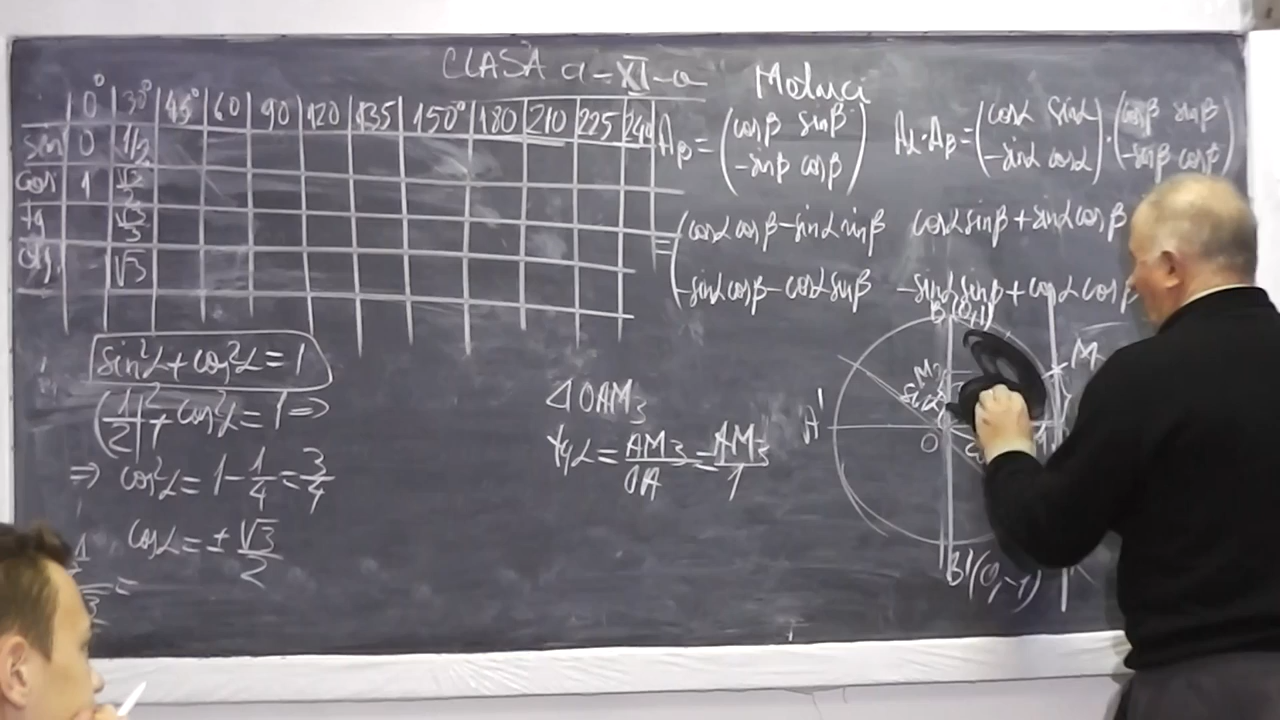 CLASA a-XI-a
0° 30° 45° 60 90 120 135 150° 180 210 225 240
sin 0 1/2
cos 1 √3/2
tg √3/3
ctg √3
sin²α + cos²α = 1
(1/2)² + cos²α = 1 ⇒
⇒ cos²α = 1 - 1/4 = 3/4
cosα = ± √3/2
Δ OAM₃
tgα = AM₃/OA = AM₃/1
A_β = (cosβ sinβ
-sinβ cosβ)
Aα·A_β = (cosα sinα
-sinα cosα) · (cosβ sinβ
-sinβ cosβ)
= (cosα cosβ - sinα sinβ cosα sinβ + sinα cosβ
-sinα cosβ - cosα sinβ -sinα sinβ + cosα cosβ
B(0,1)
A'
O
B'(0,-1)